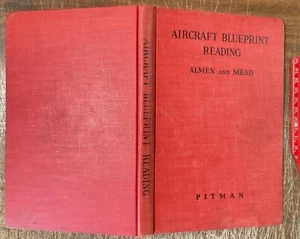 AIRCRAFT BLUEPRINT READING
AIRCRAFT BLUEPRINT
READING
ALMEN AND MEAD
PITMAN